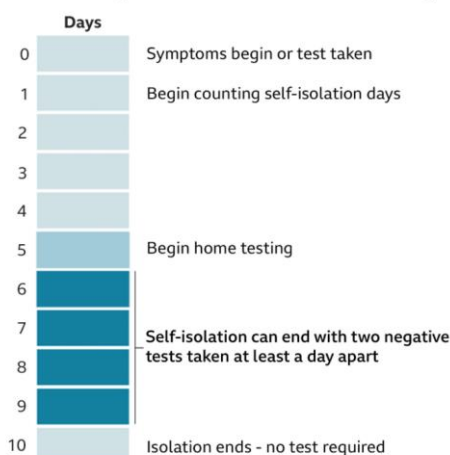 Days
0 Symptoms begin or test taken
1 Begin counting self-isolation days
2
3
4
5 Begin home testing
6
7
Self-isolation can end with two negative
tests taken at least a day apart
8
9
10 Isolation ends - no test required